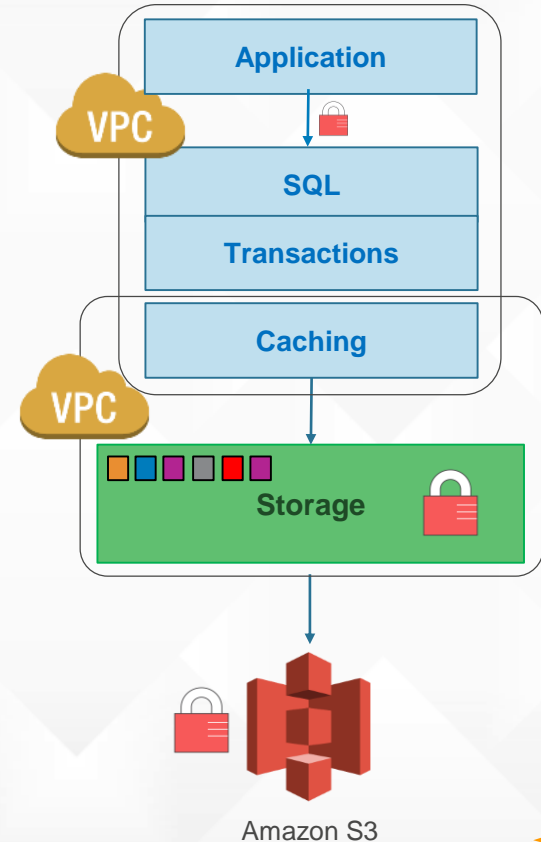 Application
VPC
SQL
Transactions
Caching
VPC
Storage
Amazon S3